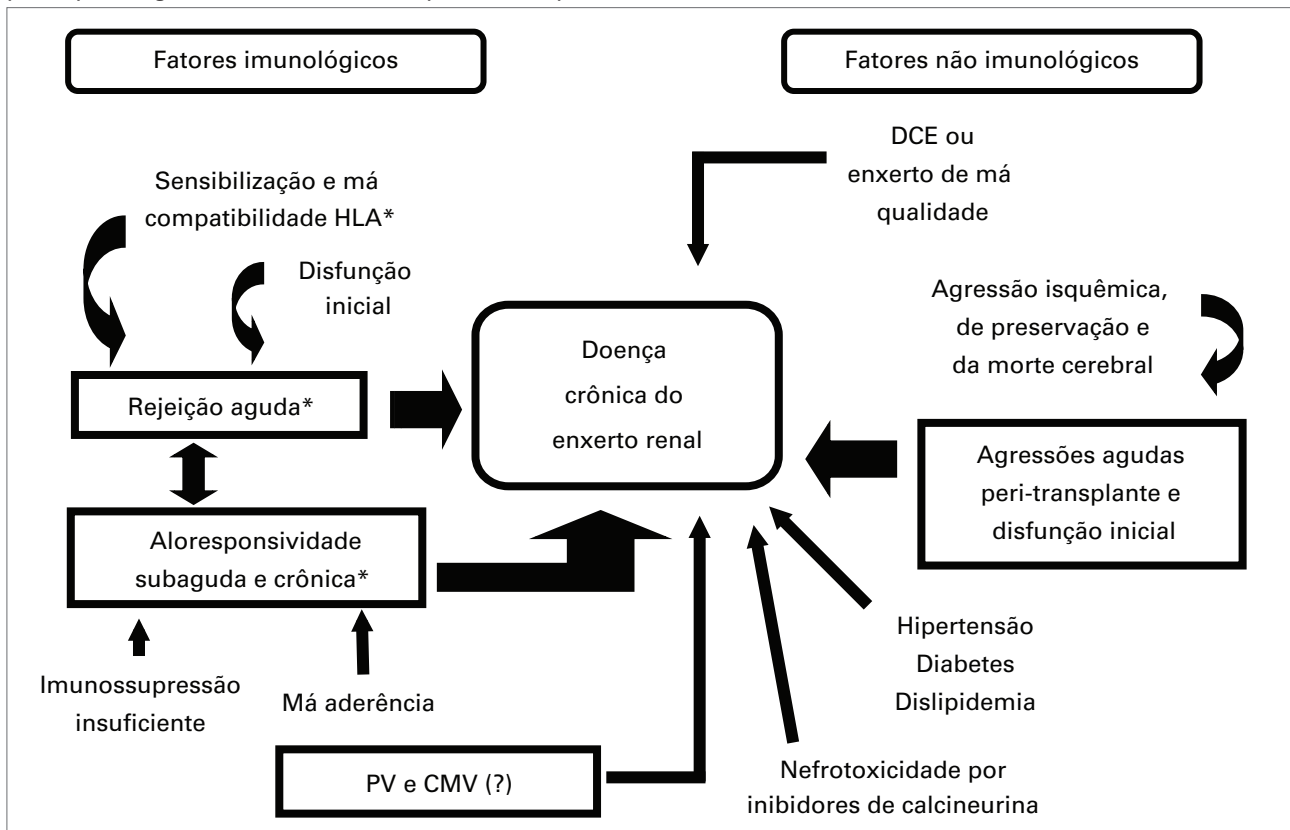 Fatores imunológicos
Fatores não imunológicos
DCE ou
enxerto de má
qualidade
Sensibilização e má
compatibilidade HLA*
Disfunção
inicial
Agressão isquêmica,
de preservação e
da morte cerebral
Doença
crônica do
enxerto renal
Rejeição aguda*
Agressões agudas
peri-transplante e
disfunção inicial
Aloresponsividade
subaguda e crônica*
Hipertensão
Diabetes
Dislipidemia
Imunossupressão
insuficiente
Má aderência
PV e CMV (?)
Nefrotoxicidade por
inibidores de calcineurina